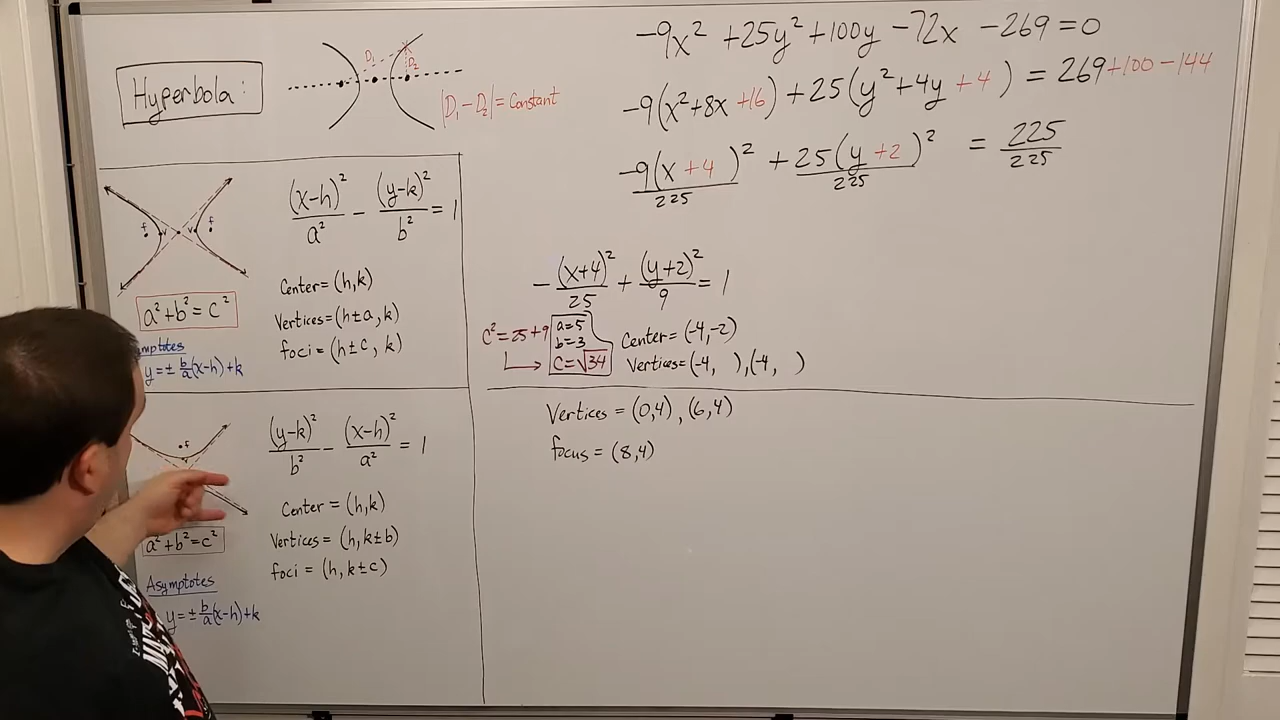 Hyperbola:
D₁ D₂
|D₁-D₂| = Constant
-9x² +25y² +100y -72x -269 = 0
-9(x²+8x +16) + 25(y²+4y +4 ) = 269+100-144
-9(x +4 )²/225 + 25(y +2 )²/225 = 225/225
f v v f
(x-h)²/a² - (y-k)²/b² = 1
Center = (h,k)
a²+b² = c²
Vertices = (h±a, k)
foci = (h±c, k)
mptotes
y = ± b/a(x-h)+k
-(x+4)²/25 + (y+2)²/9 = 1
c² = 25+9
a=5
b=3
c=√34
Center = (-4,-2)
Vertices = (-4, ),(-4, )
f
v
(y-k)²/b² - (x-h)²/a² = 1
Center = (h,k)
a²+b²=c²
Vertices = (h, k±b)
foci = (h, k±c)
Asymptotes
y = ± b/a(x-h)+k
Vertices = (0,4) , (6,4)
focus = (8,4)